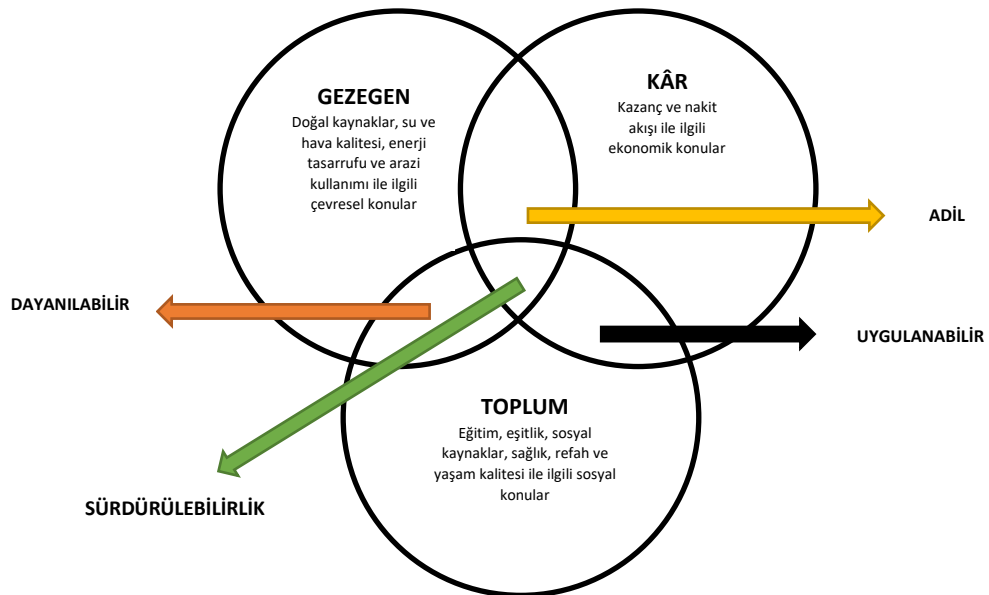 GEZEGEN
Doğal kaynaklar, su ve
hava kalitesi, enerji
tasarrufu ve arazi
kullanımı ile ilgili
çevresel konular
KÂR
Kazanç ve nakit
akışı ile ilgili
ekonomik konular
ADİL
DAYANILABİLİR
UYGULANABİLİR
TOPLUM
Eğitim, eşitlik, sosyal
kaynaklar, sağlık, refah ve
yaşam kalitesi ile ilgili sosyal
konular
SÜRDÜRÜLEBİLİRLİK